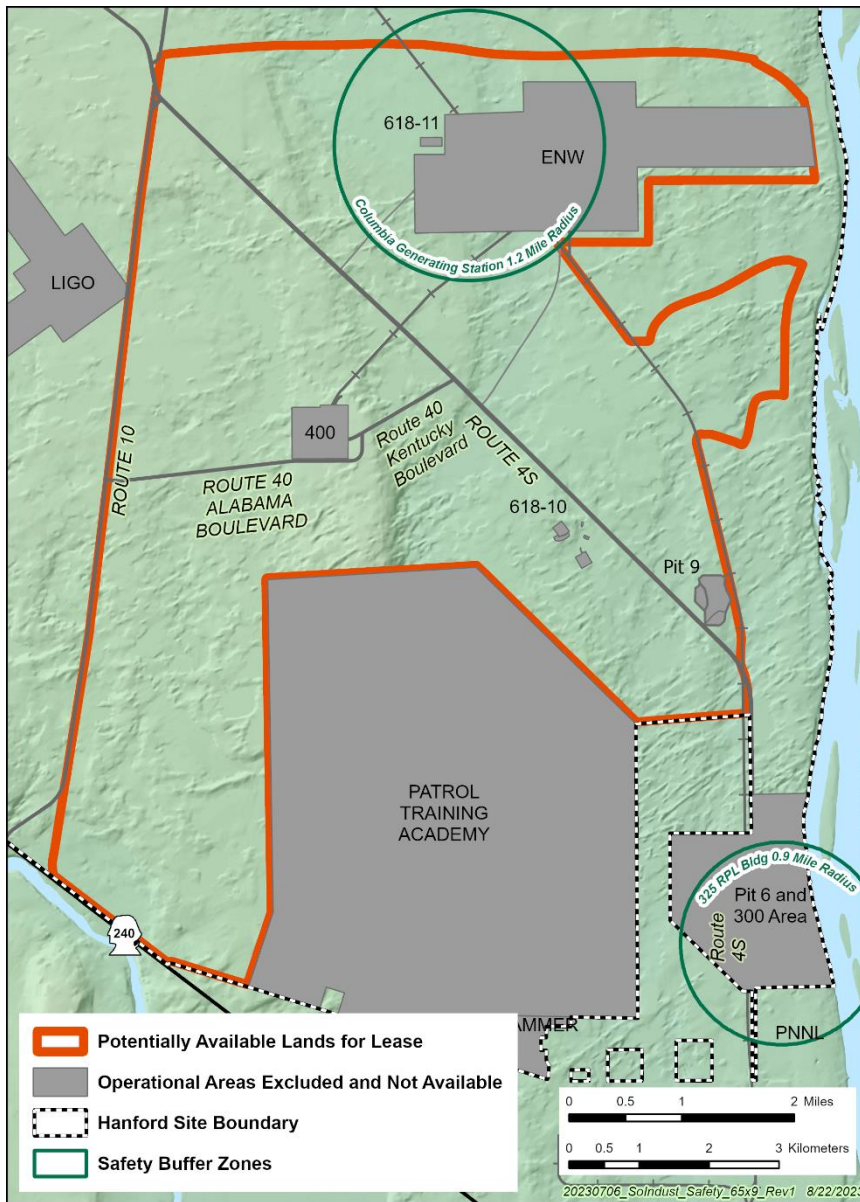 618-11
ENW
Columbia Generating Station 1.2 Mile Radius
LIGO
400
Route 40
Kentucky
Boulevard
ROUTE 4S
ROUTE 10
ROUTE 40
ALABAMA
BOULEVARD
618-10
Pit 9
PATROL
TRAINING
ACADEMY
325 RPL Bldg 0.9 Mile Radius
Pit 6 and
300 Area
Route
4S
240
AMMER
PNNL
Potentially Available Lands for Lease
Operational Areas Excluded and Not Available
Hanford Site Boundary
Safety Buffer Zones
0 0.5 1 2 Miles
0 0.5 1 2 3 Kilometers
20230706_SolIndust_Safety_65x9_Rev1 8/22/202